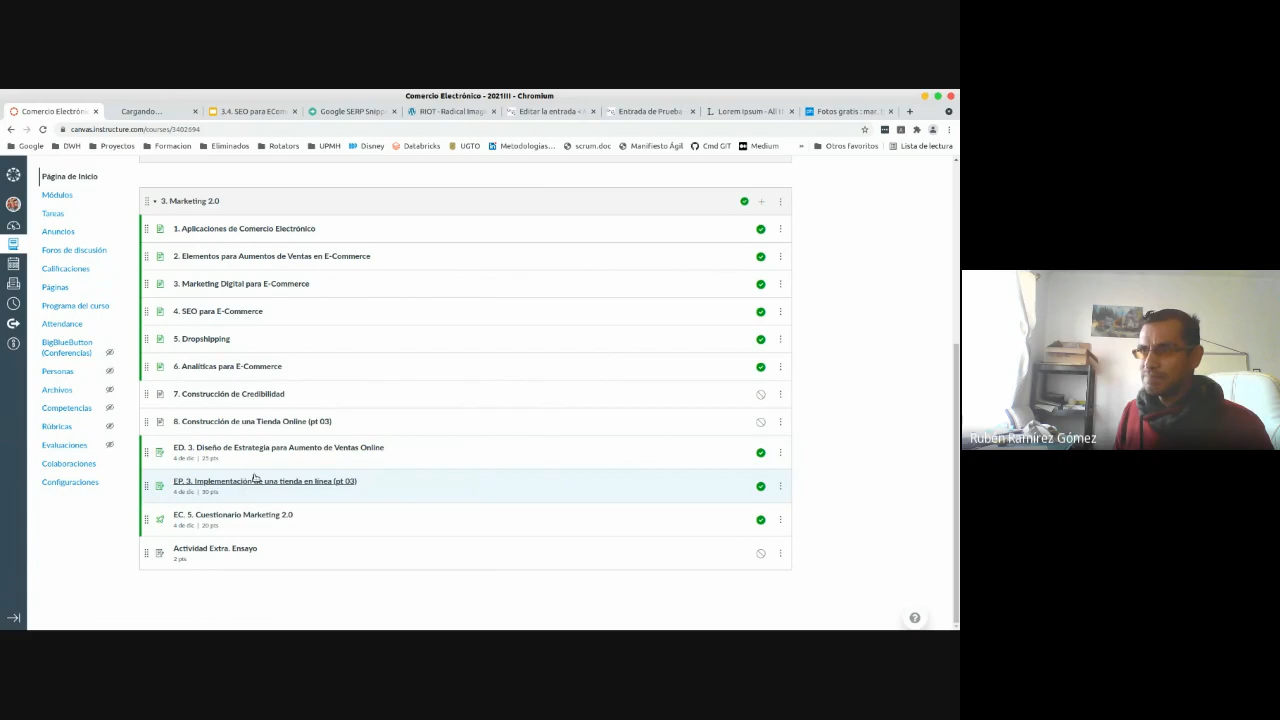 Comercio Electrónico - 2021III - Chromium
Comercio Electróni
Cargando...
3.4. SEO para ECom
Google SERP Snipp
RIOT - Radical Imag
Editar la entrada
Entrada de Prueba
Lorem Ipsum - All t
Fotos gratis : mar,
canvas.instructure.com/courses/3402694
Google
DWH
Proyectos
Formacion
Eliminados
Rotators
UPMH
Disney
Databricks
UGTO
Metodologías...
scrum.doc
Manifiesto Ágil
Cmd GIT
Medium
»
Otros favoritos
Lista de lectura
Página de Inicio
Módulos
Tareas
Anuncios
Foros de discusión
Calificaciones
Páginas
Programa del curso
Attendance
BigBlueButton
(Conferencias)
Personas
Archivos
Competencias
Rúbricas
Evaluaciones
Colaboraciones
Configuraciones
3. Marketing 2.0
1. Aplicaciones de Comercio Electrónico
2. Elementos para Aumentos de Ventas en E-Commerce
3. Marketing Digital para E-Commerce
4. SEO para E-Commerce
5. Dropshipping
6. Analíticas para E-Commerce
7. Construcción de Credibilidad
8. Construcción de una Tienda Online (pt 03)
ED. 3. Diseño de Estrategia para Aumento de Ventas Online
4 de dic | 25 pts
EP. 3. Implementación de una tienda en línea (pt 03)
4 de dic | 30 pts
EC. 5. Cuestionario Marketing 2.0
4 de dic | 20 pts
Actividad Extra. Ensayo
2 pts
Rubén Ramírez Gómez